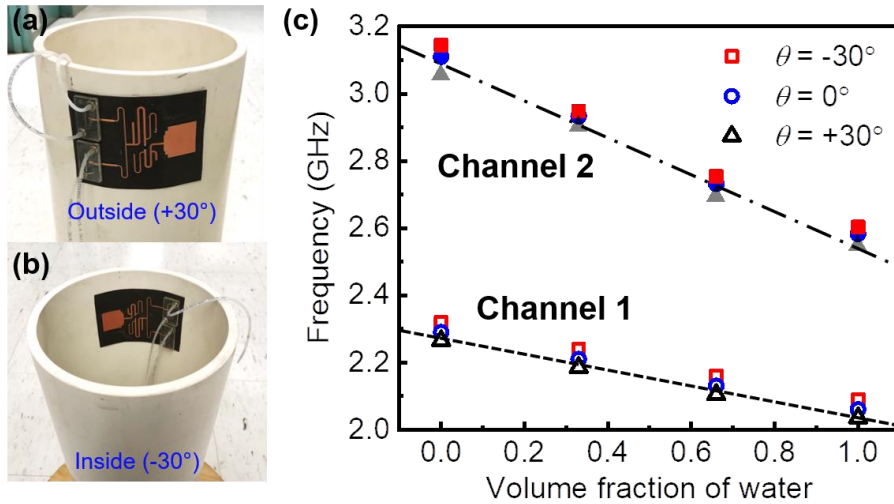 (a)
Outside (+30°)
(b)
Inside (-30°)
(c)
Frequency (GHz)
3.2
3.0
2.8
2.6
2.4
2.2
2.0
θ = -30°
θ = 0°
θ = +30°
Channel 2
Channel 1
0.0 0.2 0.4 0.6 0.8 1.0
Volume fraction of water